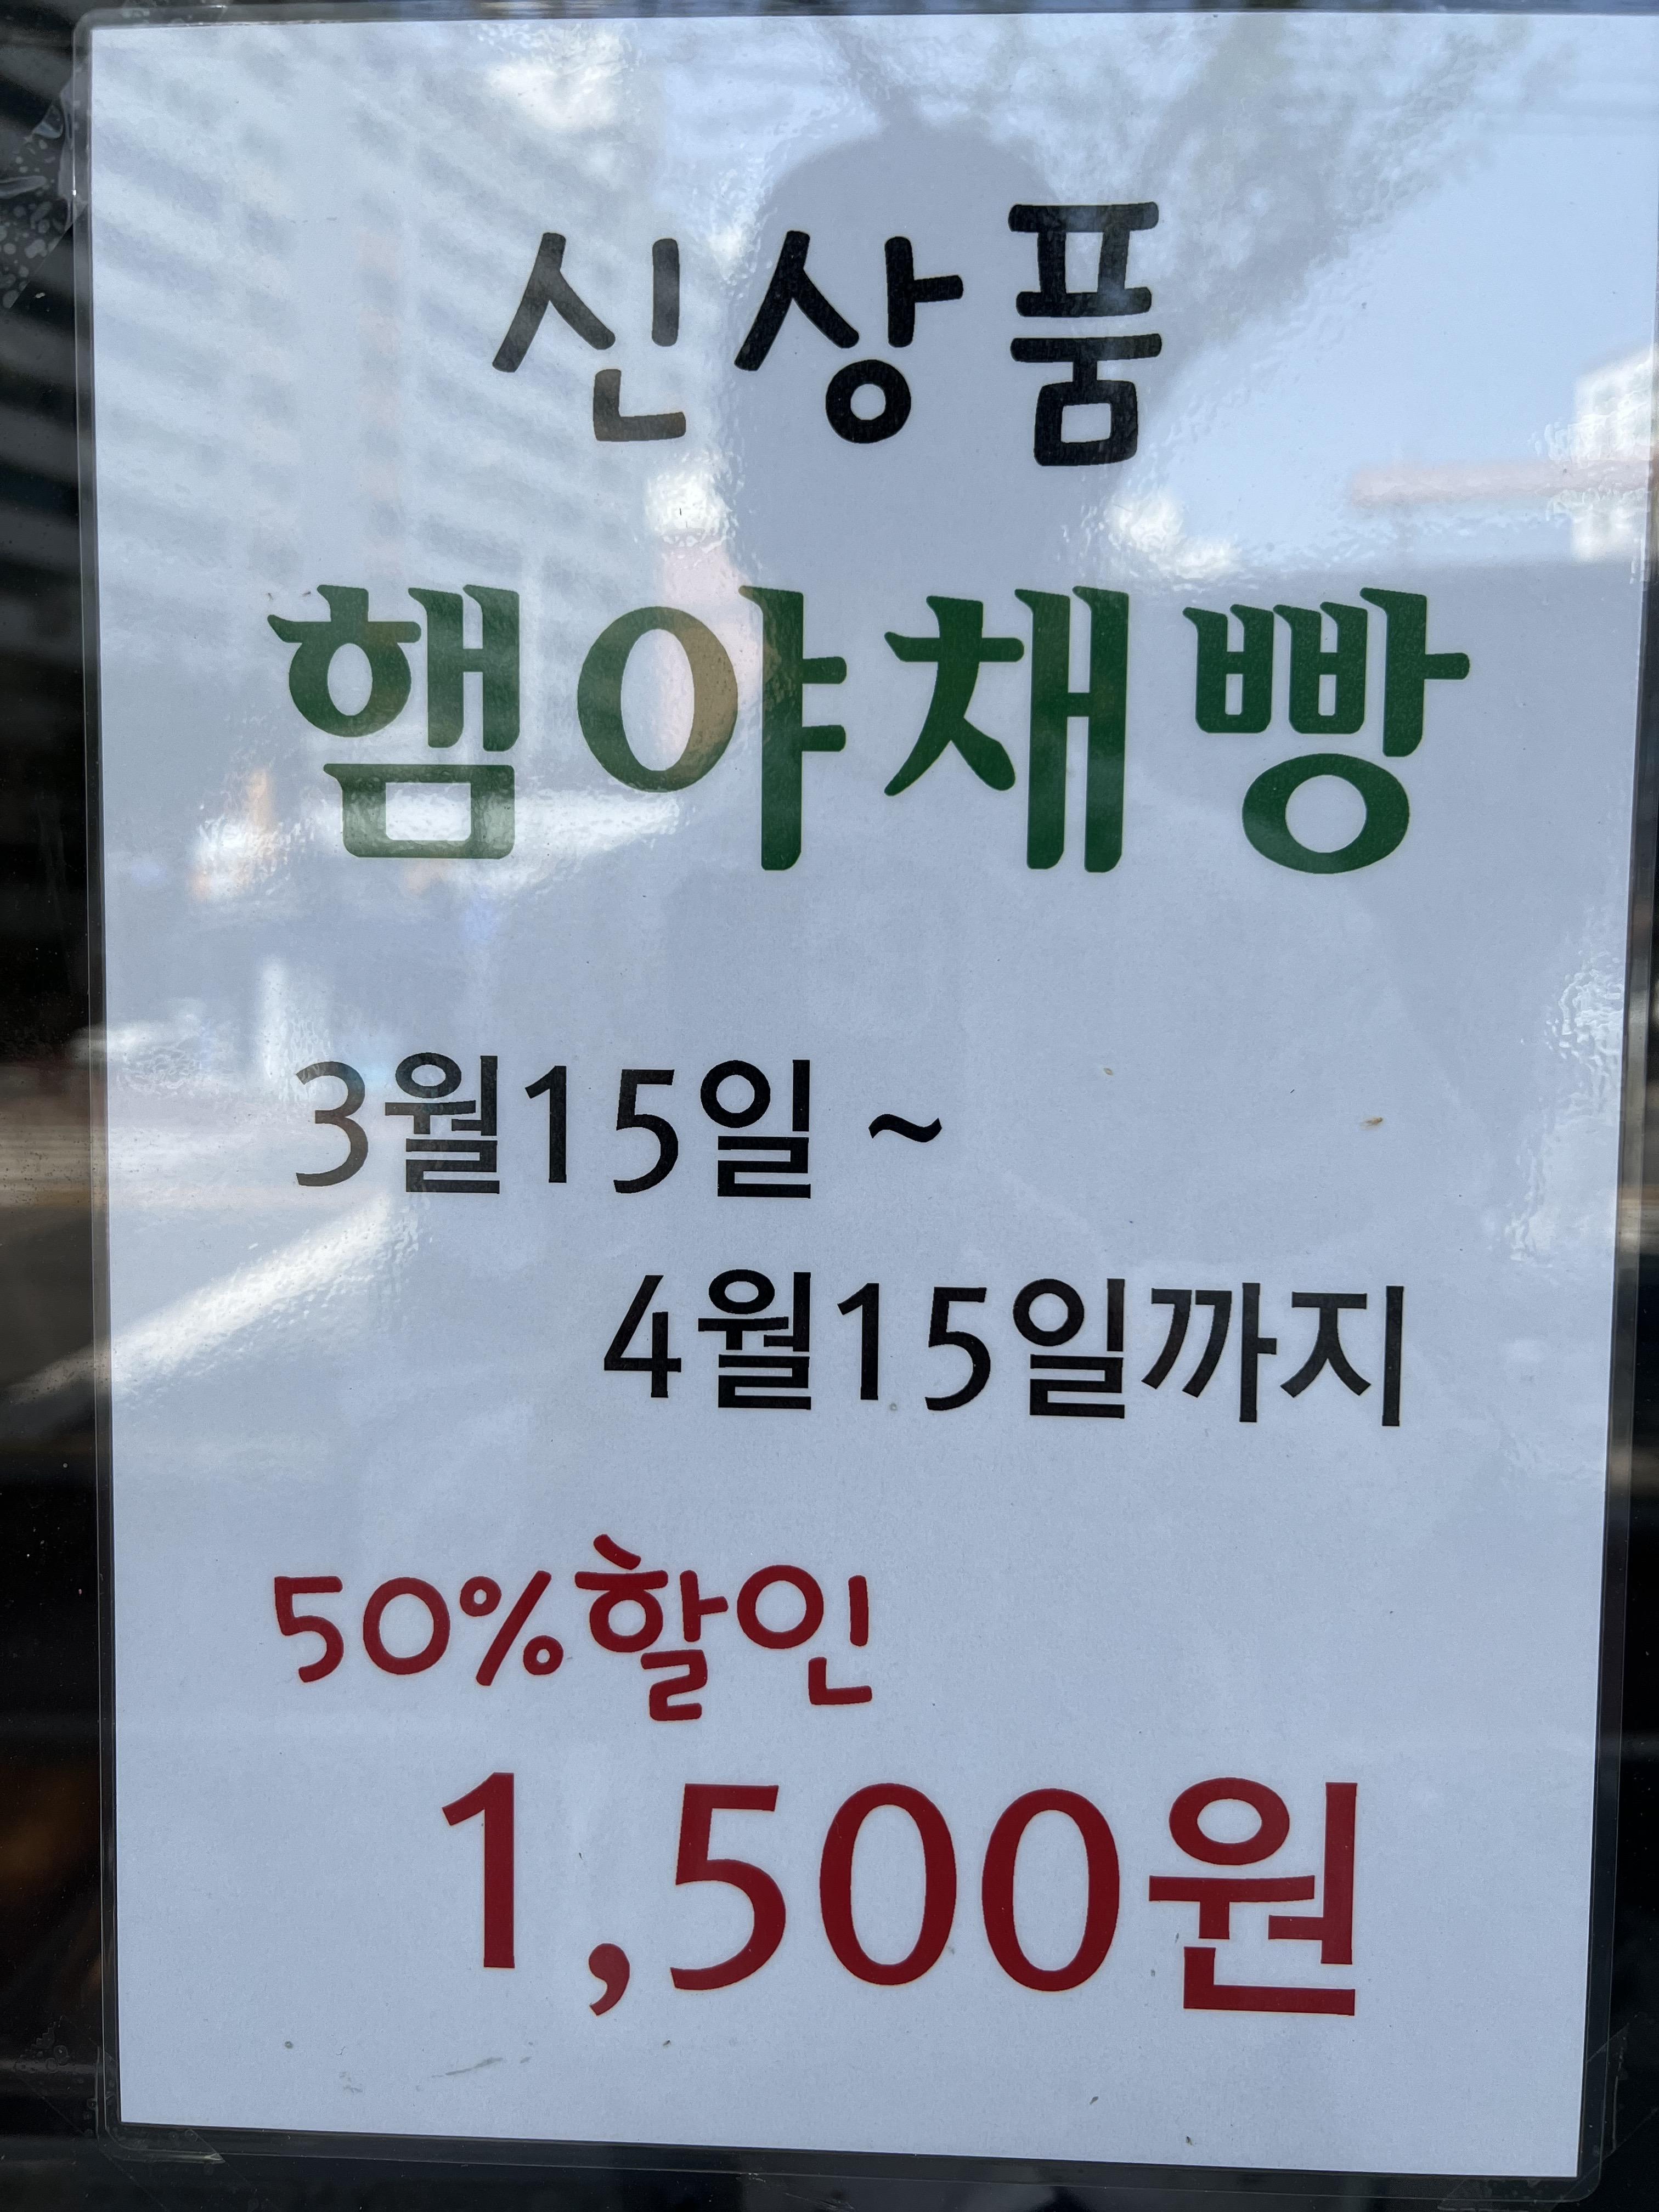 신상품
햄야채빵
3월15일 ~
4월15일까지
50%할인
1,500원